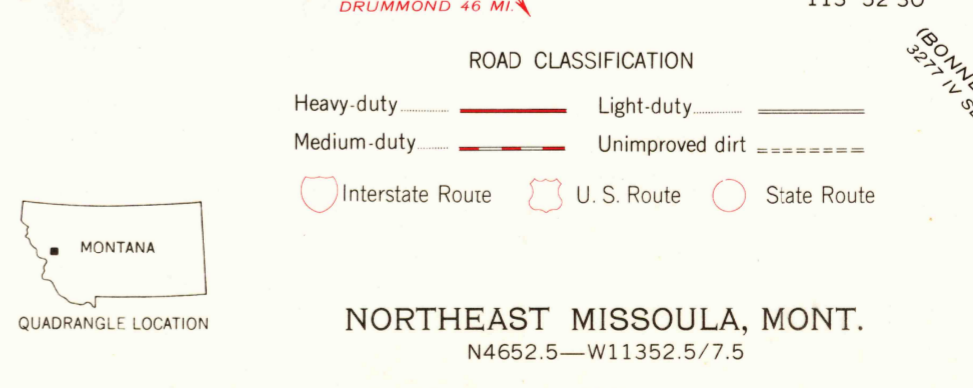 DRUMMOND 46 MI.
ROAD CLASSIFICATION
Heavy-duty Light-duty
Medium-duty Unimproved dirt
Interstate Route U. S. Route State Route
MONTANA
QUADRANGLE LOCATION
NORTHEAST MISSOULA, MONT.
N4652.5—W11352.5/7.5